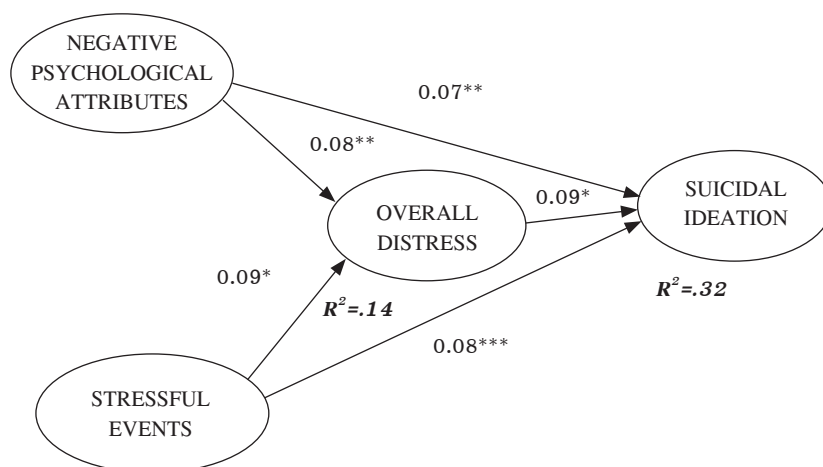 NEGATIVE
PSYCHOLOGICAL
ATTRIBUTES
0.07**
0.08**
SUICIDAL
IDEATION
0.09*
OVERALL
DISTRESS
0.09*
R²=.14
R²=.32
0.08***
STRESSFUL
EVENTS